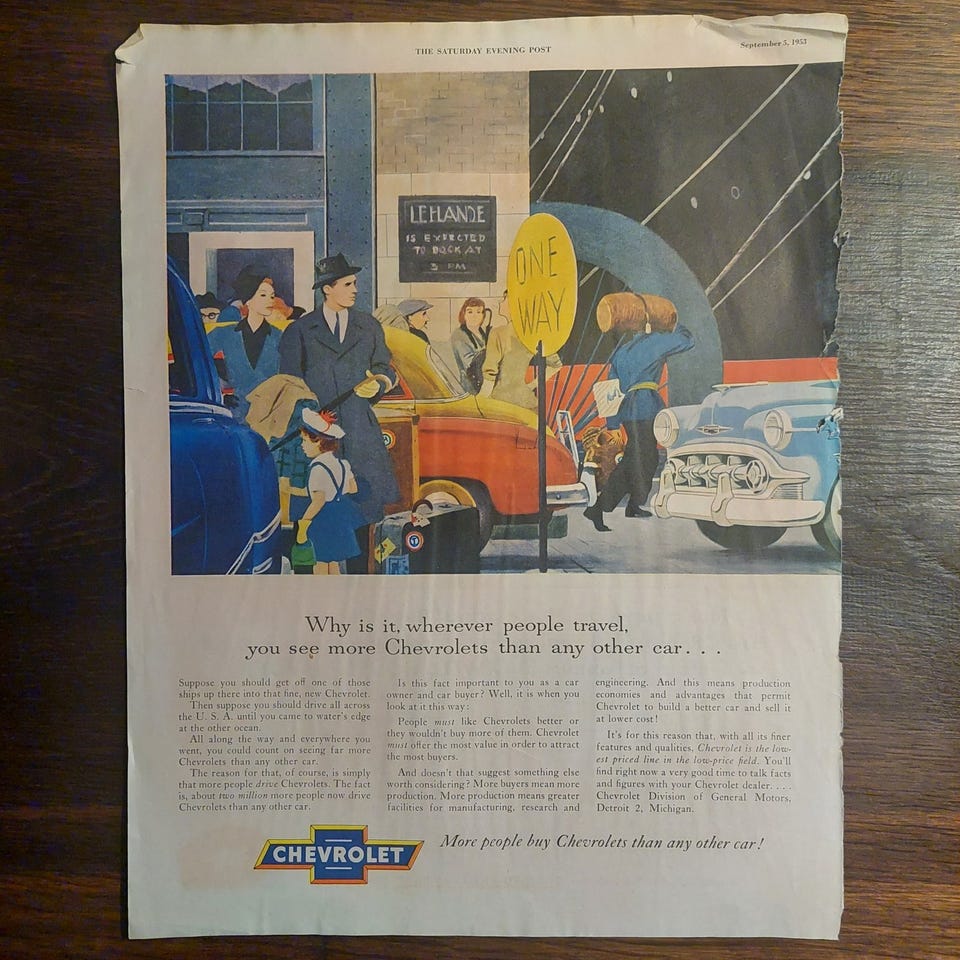 THE SATURDAY EVENING POST
September 5, 1953
LEFLANDE
IS EXPECTED
TO DOCK AT
3 PM
ONE
WAY
Why is it, wherever people travel,
you see more Chevrolets than any other car. . .
Suppose you should get off one of those
ships up there into that fine, new Chevrolet.
Then suppose you should drive all across
the U. S. A. until you came to water's edge
at the other ocean.
All along the way and everywhere you
went, you could count on seeing far more
Chevrolets than any other car.
The reason for that, of course, is simply
that more people drive Chevrolets. The fact
is, about two million more people now drive
Chevrolets than any other car.
Is this fact important to you as a car
owner and car buyer? Well, it is when you
look at it this way:
People must like Chevrolets better or
they wouldn't buy more of them. Chevrolet
must offer the most value in order to attract
the most buyers.
And doesn't that suggest something else
worth considering? More buyers mean more
production. More production means greater
facilities for manufacturing, research and
engineering. And this means production
economies and advantages that permit
Chevrolet to build a better car and sell it
at lower cost!
It's for this reason that, with all its finer
features and qualities, Chevrolet is the low-
est priced line in the low-price field. You'll
find right now a very good time to talk facts
and figures with your Chevrolet dealer. . . .
Chevrolet Division of General Motors,
Detroit 2, Michigan.
CHEVROLET
More people buy Chevrolets than any other car!